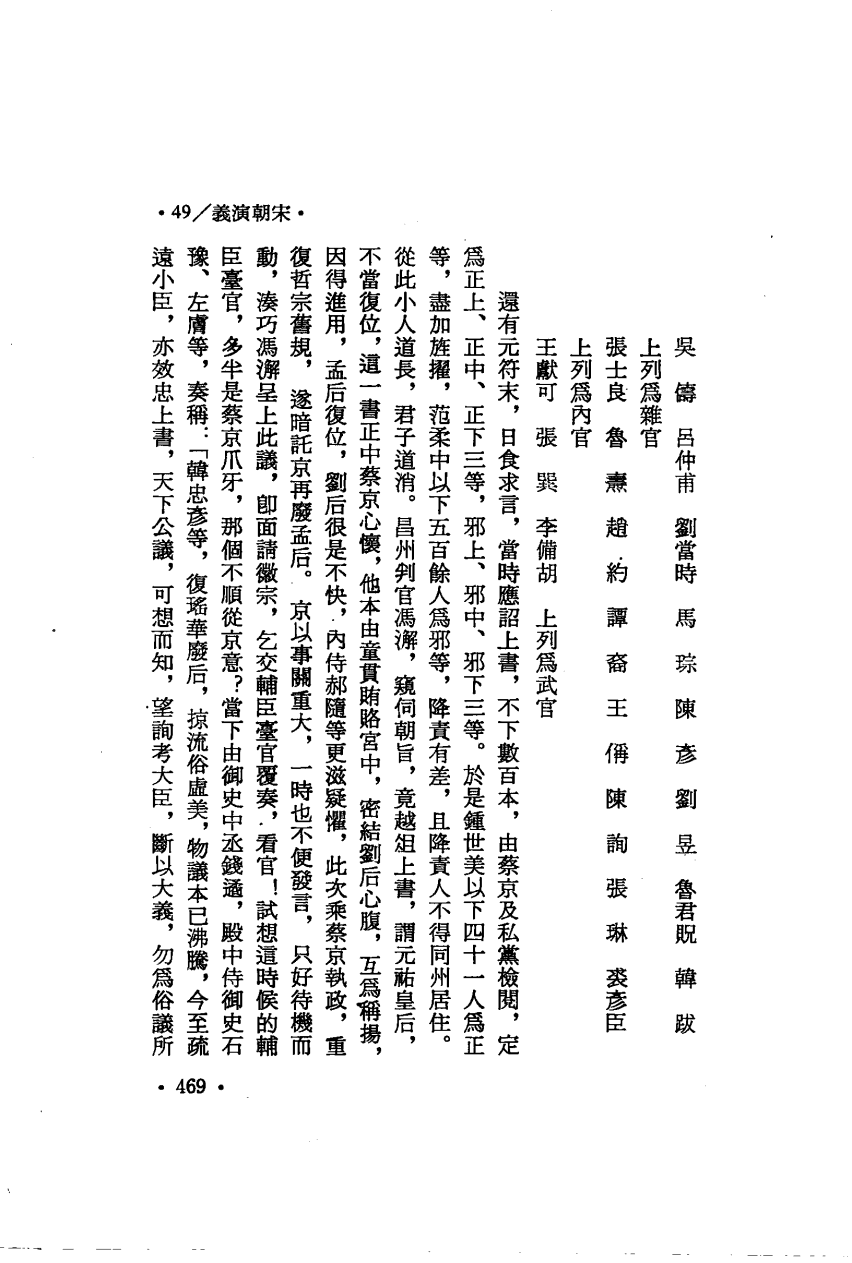 •49／義演朝宋•
吳　儔　呂仲甫　劉當時　馬　琮　陳　彥　劉　昱　魯君貺　韓　跋
上列爲雜官
張士良　魯　燾　趙　約　譚　裔　王　偁　陳　詢　張　琳　裘彥臣
上列爲內官
王獻可　張　巽　李備胡　上列爲武官
還有元符末，日食求言，當時應詔上書，不下數百本，由蔡京及私黨檢閱，定
爲正上、正中、正下三等，邪上、邪中、邪下三等。於是鍾世美以下四十一人爲正
等，盡加旌擢，范柔中以下五百餘人爲邪等，降責有差，且降責人不得同州居住。
從此小人道長，君子道消。昌州判官馮澥，窺伺朝旨，竟越俎上書，謂元祐皇后，
不當復位，這一書正中蔡京心懷，他本由童貫賄賂宮中，密結劉后心腹，互爲稱揚，
因得進用，孟后復位，劉后很是不快，內侍郝隨等更滋疑懼，此次乘蔡京執政，重
復哲宗舊規，遂暗託京再廢孟后。京以事關重大，一時也不便發言，只好待機而
動，湊巧馮澥呈上此議，卽面請徽宗，乞交輔臣臺官覆奏，看官！試想這時候的輔
臣臺官，多半是蔡京爪牙，那個不順從京意？當下由御史中丞錢遹，殿中侍御史石
豫、左膚等，奏稱：「韓忠彥等，復瑤華廢后，掠流俗虛美，物議本已沸騰，今至疏
遠小臣，亦效忠上書，天下公議，可想而知，望詢考大臣，斷以大義，勿爲俗議所
•469•